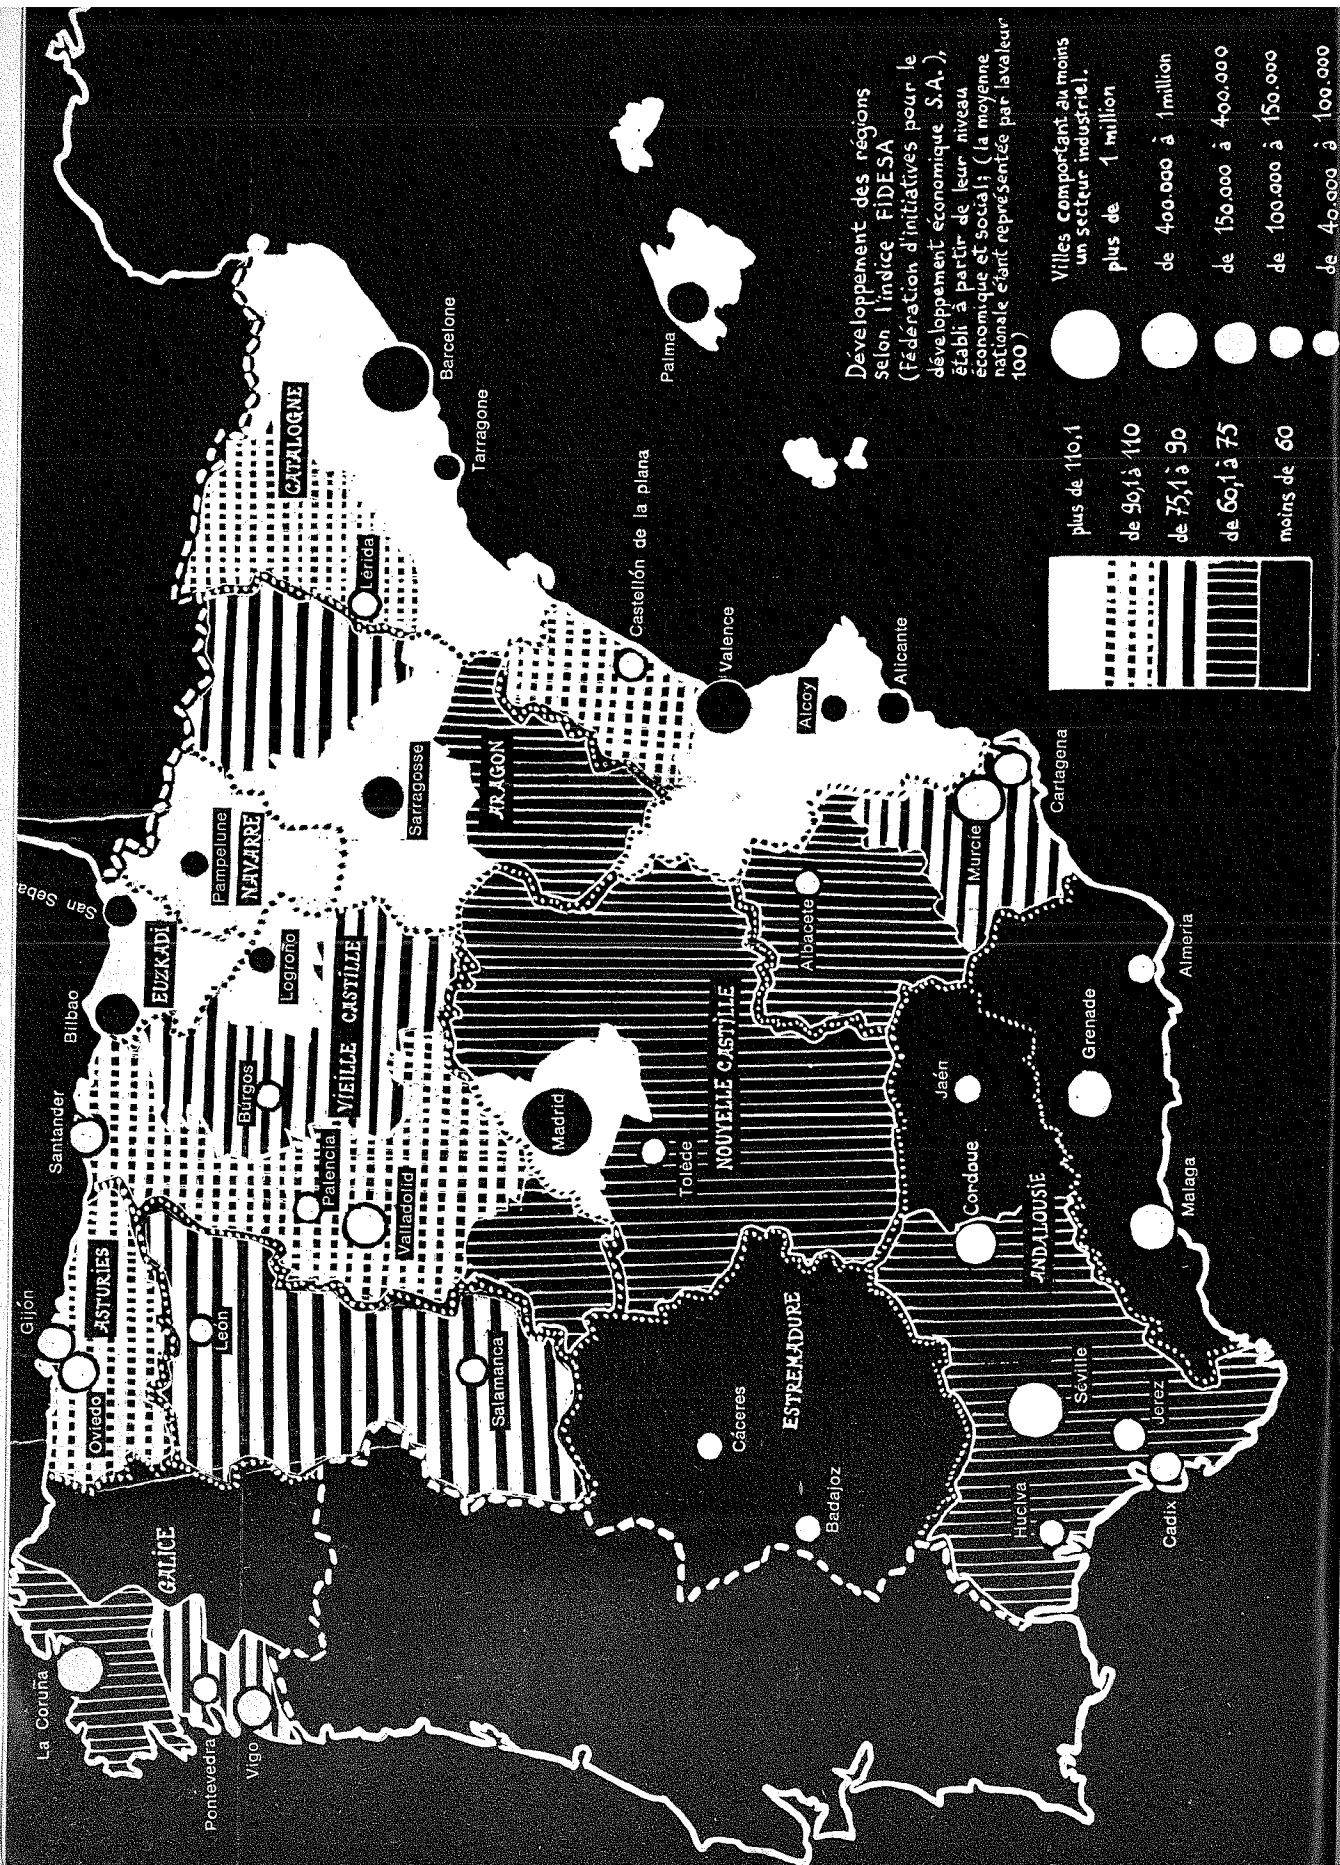 Développement des régions
Selon l'indice FIDESA
(Fédération d'initiatives pour le
développement économique S.A.),
établi à partir de leur niveau
économique et social; (la moyenne
nationale étant représentée par la valeur
100)
Villes comportant au moins
un secteur industriel.
plus de 1 million
de 400.000 à 1 million
de 150.000 à 400.000
de 100.000 à 150.000
de 40.000 à 100.000
plus de 110,1
de 90,1 à 110
de 75,1 à 90
de 60,1 à 75
moins de 60
La Coruña
Pontevedra
Vigo
GALICE
Gijón
Oviedo
ASTURIES
León
Salamanca
Santander
Palencia
Valladolid
Burgos
VIEILLE CASTILLE
Logroño
Bilbao
EUZKADI
San Seba
Pampelune
NAVARRE
Sarragosse
ARAGON
Lérida
CATALOGNE
Barcelone
Tarragone
Palma
Castellón de la plana
Valence
Alcoy
Alicante
Madrid
Tolède
NOUVELLE CASTILLE
Albacete
Murcie
Cartagena
Cáceres
Badajoz
ESTREMADURE
Jaén
Cordoue
ANDALOUSIE
Grenade
Almeria
Malaga
Séville
Jerez
Cadix
Huelva